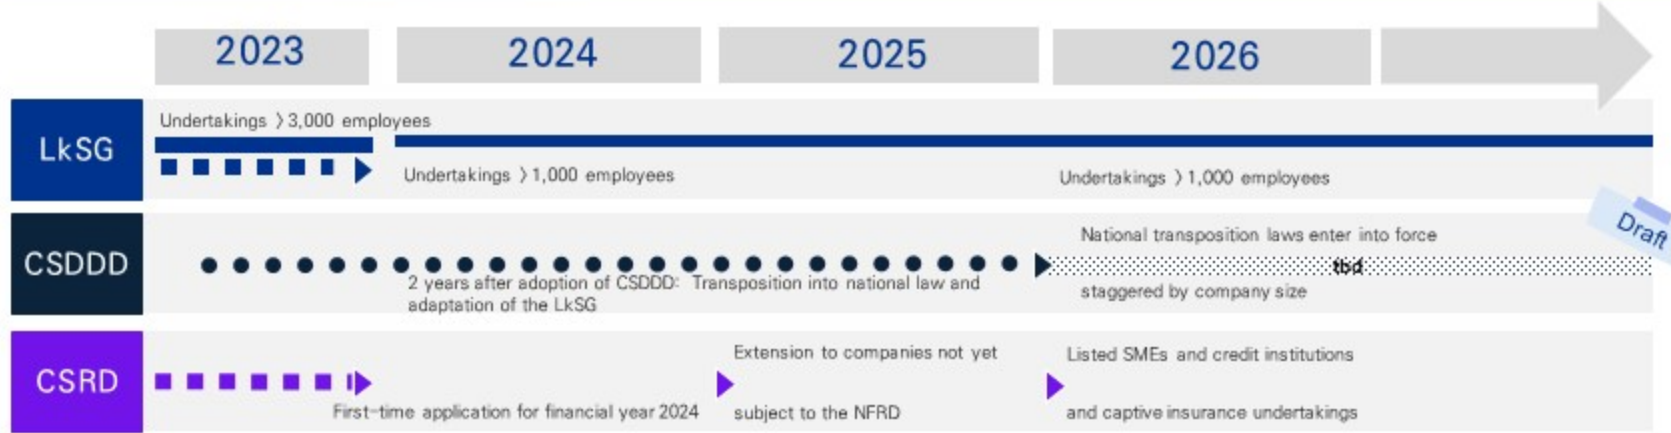 2023
2024
2025
2026
LkSG
Undertakings >3,000 employees
Undertakings >1,000 employees
Undertakings >1,000 employees
CSDDD
2 years after adoption of CSDDD: Transposition into national law and
adaptation of the LkSG
National transposition laws enter into force
tbd
staggered by company size
Draft
CSRD
First-time application for financial year 2024
Extension to companies not yet
subject to the NFRD
Listed SMEs and credit institutions
and captive insurance undertakings